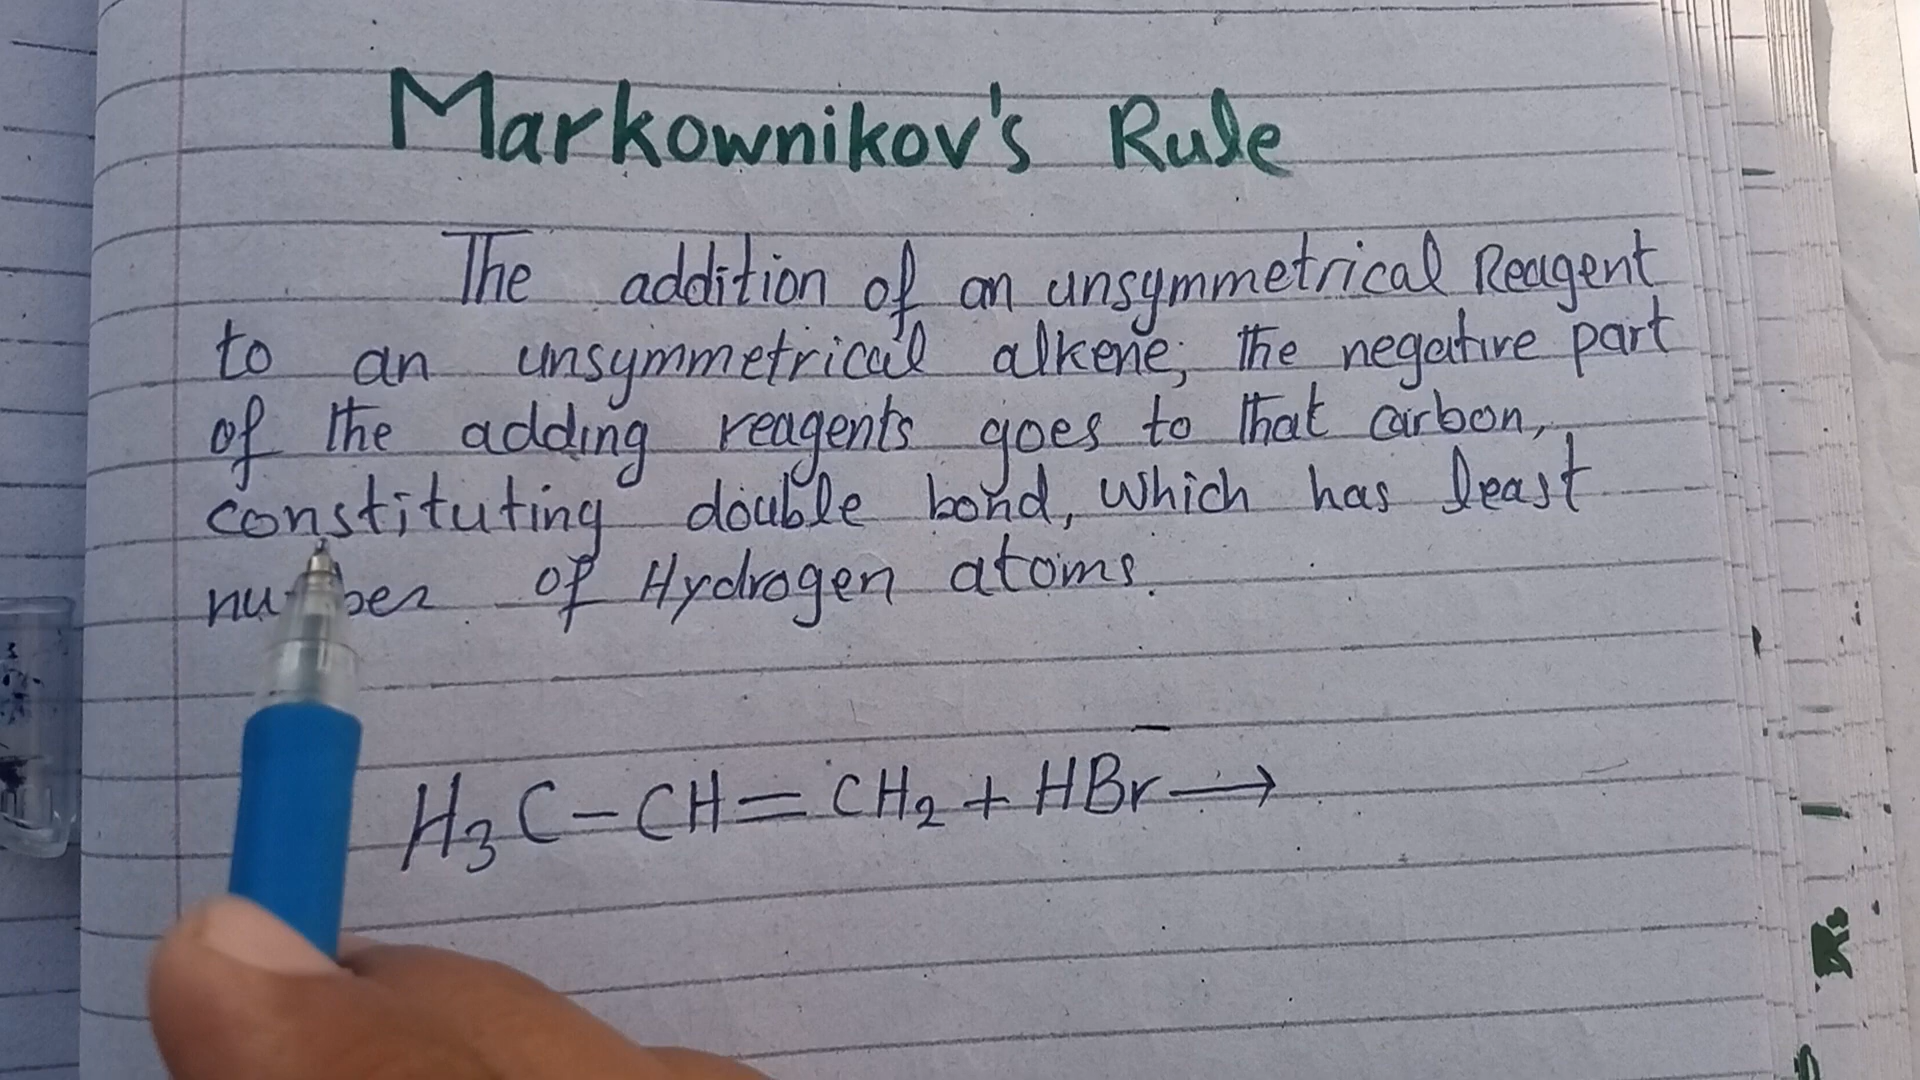 Markownikov's Rule
The addition of an unsymmetrical Reagent
to an unsymmetrical alkene, the negative part
of the adding reagents goes to that carbon,
constituting double bond, which has least
of Hydrogen atoms.
H₃C-CH=CH₂+HBr→